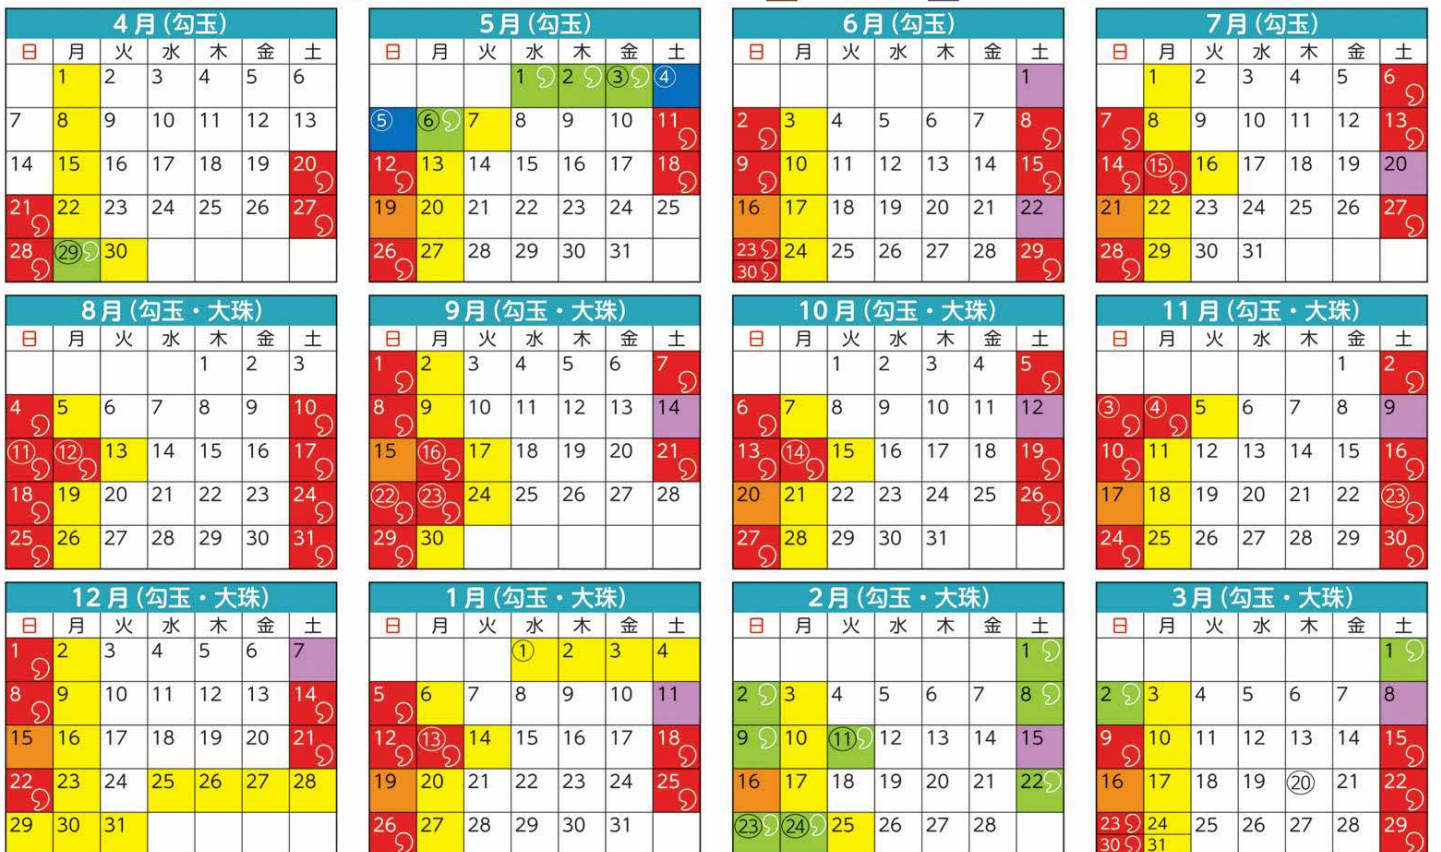 4月(勾玉)
日 月 火 水 木 金 土
1 2 3 4 5 6
7 8 9 10 11 12 13
14 15 16 17 18 19 20
21 22 23 24 25 26 27
28 ㉙ 30
5月(勾玉)
日 月 火 水 木 金 土
1 2 ③ ④
⑤ ⑥ 7 8 9 10 11
12 13 14 15 16 17 18
19 20 21 22 23 24 25
26 27 28 29 30 31
6月(勾玉)
日 月 火 水 木 金 土
1
2 3 4 5 6 7 8
9 10 11 12 13 14 15
16 17 18 19 20 21 22
23 24 25 26 27 28 29
30
7月(勾玉)
日 月 火 水 木 金 土
1 2 3 4 5 6
7 8 9 10 11 12 13
14 ⑮ 16 17 18 19 20
21 22 23 24 25 26 27
28 29 30 31
8月(勾玉・大珠)
日 月 火 水 木 金 土
1 2 3
4 5 6 7 8 9 10
⑪ ⑫ 13 14 15 16 17
18 19 20 21 22 23 24
25 26 27 28 29 30 31
9月(勾玉・大珠)
日 月 火 水 木 金 土
1 2 3 4 5 6 7
8 9 10 11 12 13 14
15 ⑯ 17 18 19 20 21
㉒ ㉓ 24 25 26 27 28
29 30
10月(勾玉・大珠)
日 月 火 水 木 金 土
1 2 3 4 5
6 7 8 9 10 11 12
13 ⑭ 15 16 17 18 19
20 21 22 23 24 25 26
27 28 29 30 31
11月(勾玉・大珠)
日 月 火 水 木 金 土
1 2
③ ④ 5 6 7 8 9
10 11 12 13 14 15 16
17 18 19 20 21 22 ㉓
24 25 26 27 28 29 30
12月(勾玉・大珠)
日 月 火 水 木 金 土
1 2 3 4 5 6 7
8 9 10 11 12 13 14
15 16 17 18 19 20 21
22 23 24 25 26 27 28
29 30 31
1月(勾玉・大珠)
日 月 火 水 木 金 土
① 2 3 4
5 6 7 8 9 10 11
12 ⑬ 14 15 16 17 18
19 20 21 22 23 24 25
26 27 28 29 30 31
2月(勾玉・大珠)
日 月 火 水 木 金 土
1
2 3 4 5 6 7 8
9 10 ⑪ 12 13 14 15
16 17 18 19 20 21 22
㉓ ㉔ 25 26 27 28
3月(勾玉・大珠)
日 月 火 水 木 金 土
1
2 3 4 5 6 7 8
9 10 11 12 13 14 15
16 17 18 19 ⑳ 21 22
23 24 25 26 27 28 29
30 31